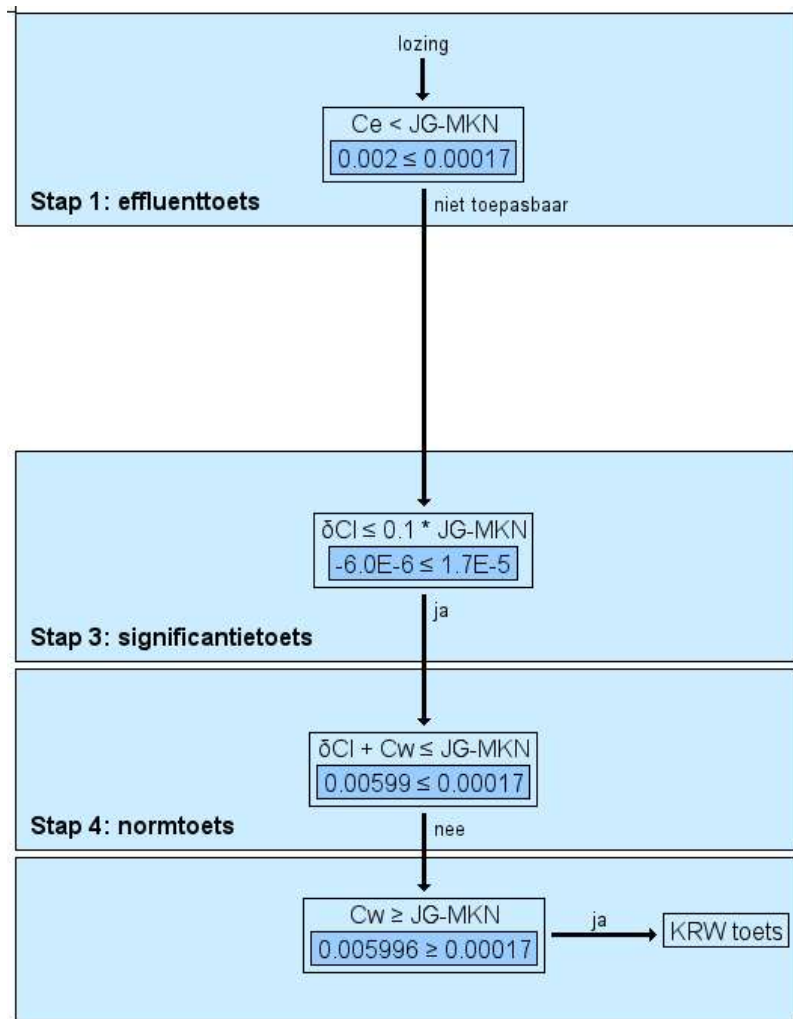 lozing
Ce < JG-MKN
0.002 ≤ 0.00017
Stap 1: effluenttoets
niet toepasbaar
δCl ≤ 0.1 * JG-MKN
-6.0E-6 ≤ 1.7E-5
ja
Stap 3: significantietoets
δCl + Cw ≤ JG-MKN
0.00599 ≤ 0.00017
Stap 4: normtoets
nee
Cw ≥ JG-MKN
0.005996 ≥ 0.00017
ja
KRW toets